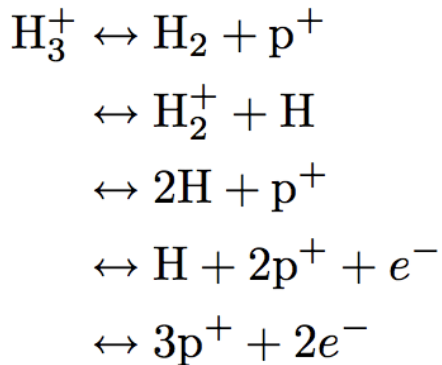 H₃⁺ ↔ H₂ + p⁺
↔ H₂⁺ + H
↔ 2H + p⁺
↔ H + 2p⁺ + e⁻
↔ 3p⁺ + 2e⁻